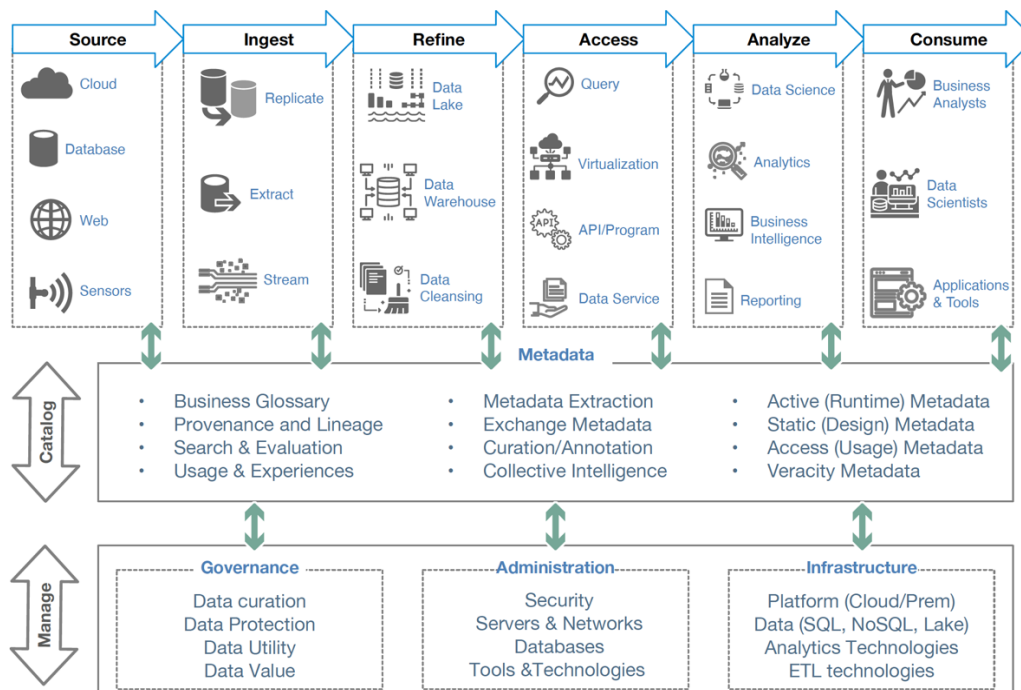 Source
Ingest
Refine
Access
Analyze
Consume
Cloud
Database
Web
Sensors
Replicate
Extract
Stream
Data
Lake
Data
Warehouse
Data
Cleansing
Query
Virtualization
API
API/Program
Data Service
Data Science
Analytics
Business
Intelligence
Reporting
Business
Analysts
Data
Scientists
Applications
& Tools
Catalog
Metadata
• Business Glossary
• Provenance and Lineage
• Search & Evaluation
• Usage & Experiences
• Metadata Extraction
• Exchange Metadata
• Curation/Annotation
• Collective Intelligence
• Active (Runtime) Metadata
• Static (Design) Metadata
• Access (Usage) Metadata
• Veracity Metadata
Manage
Governance
Data curation
Data Protection
Data Utility
Data Value
Administration
Security
Servers & Networks
Databases
Tools &Technologies
Infrastructure
Platform (Cloud/Prem)
Data (SQL, NoSQL, Lake)
Analytics Technologies
ETL technologies